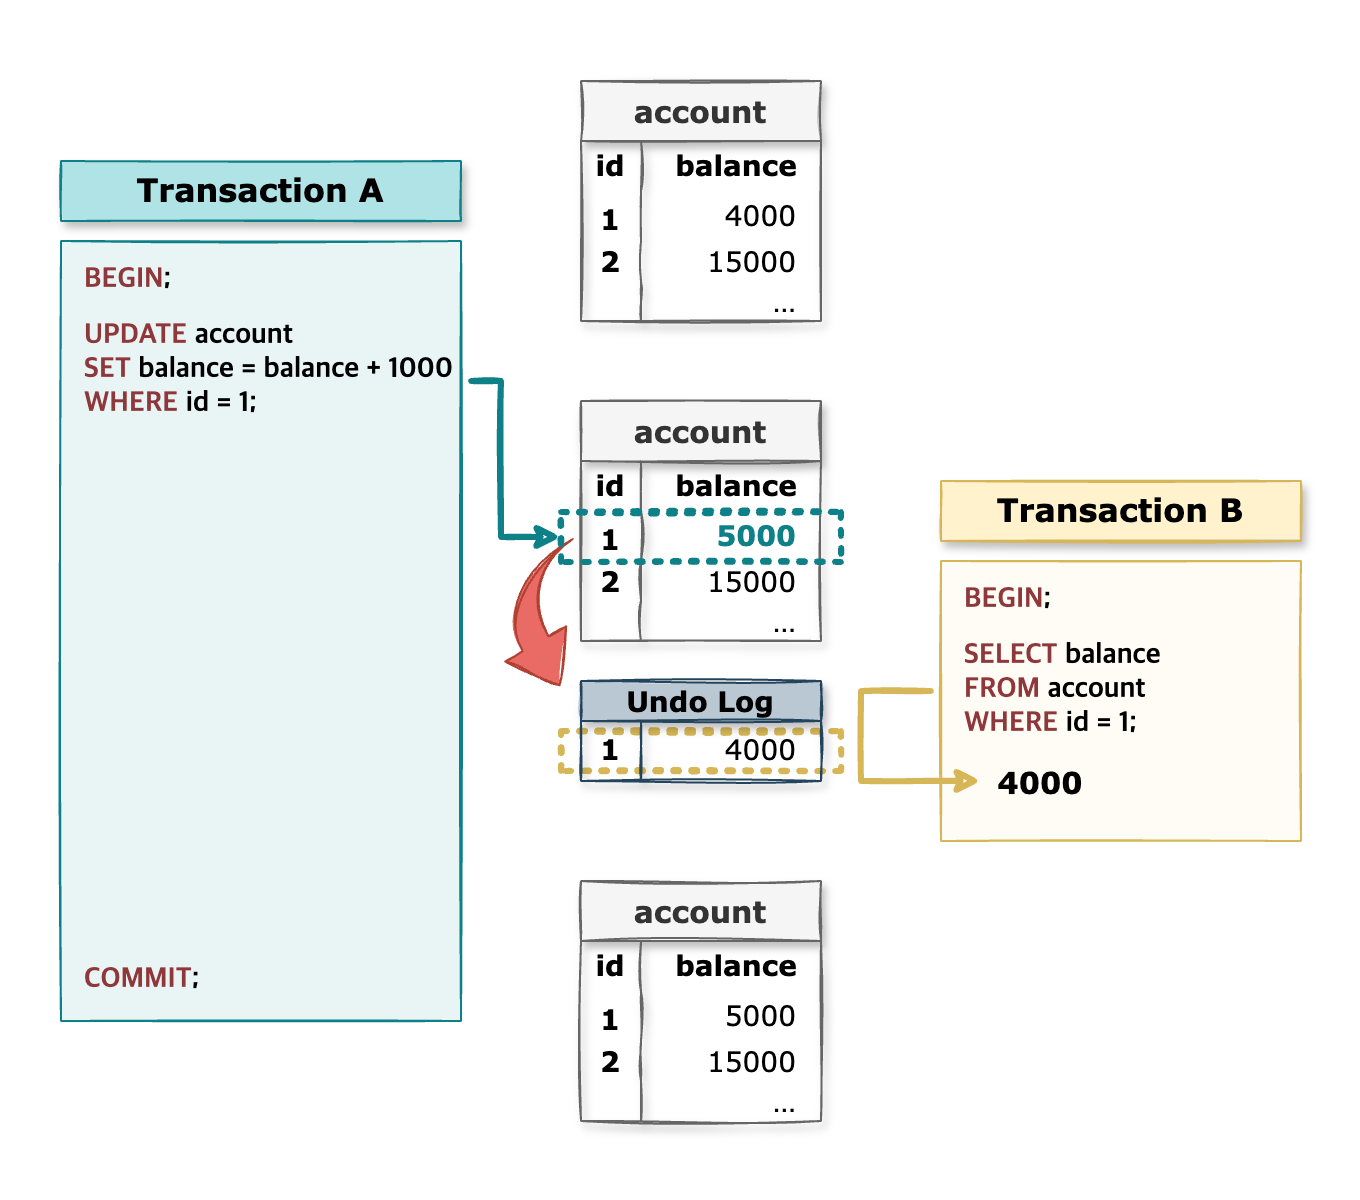 account
id balance
1 4000
2 15000
...
Transaction A
BEGIN;
UPDATE account
SET balance = balance + 1000
WHERE id = 1;
COMMIT;
account
id balance
1 5000
2 15000
...
Undo Log
1 4000
Transaction B
BEGIN;
SELECT balance
FROM account
WHERE id = 1;
4000
account
id balance
1 5000
2 15000
...